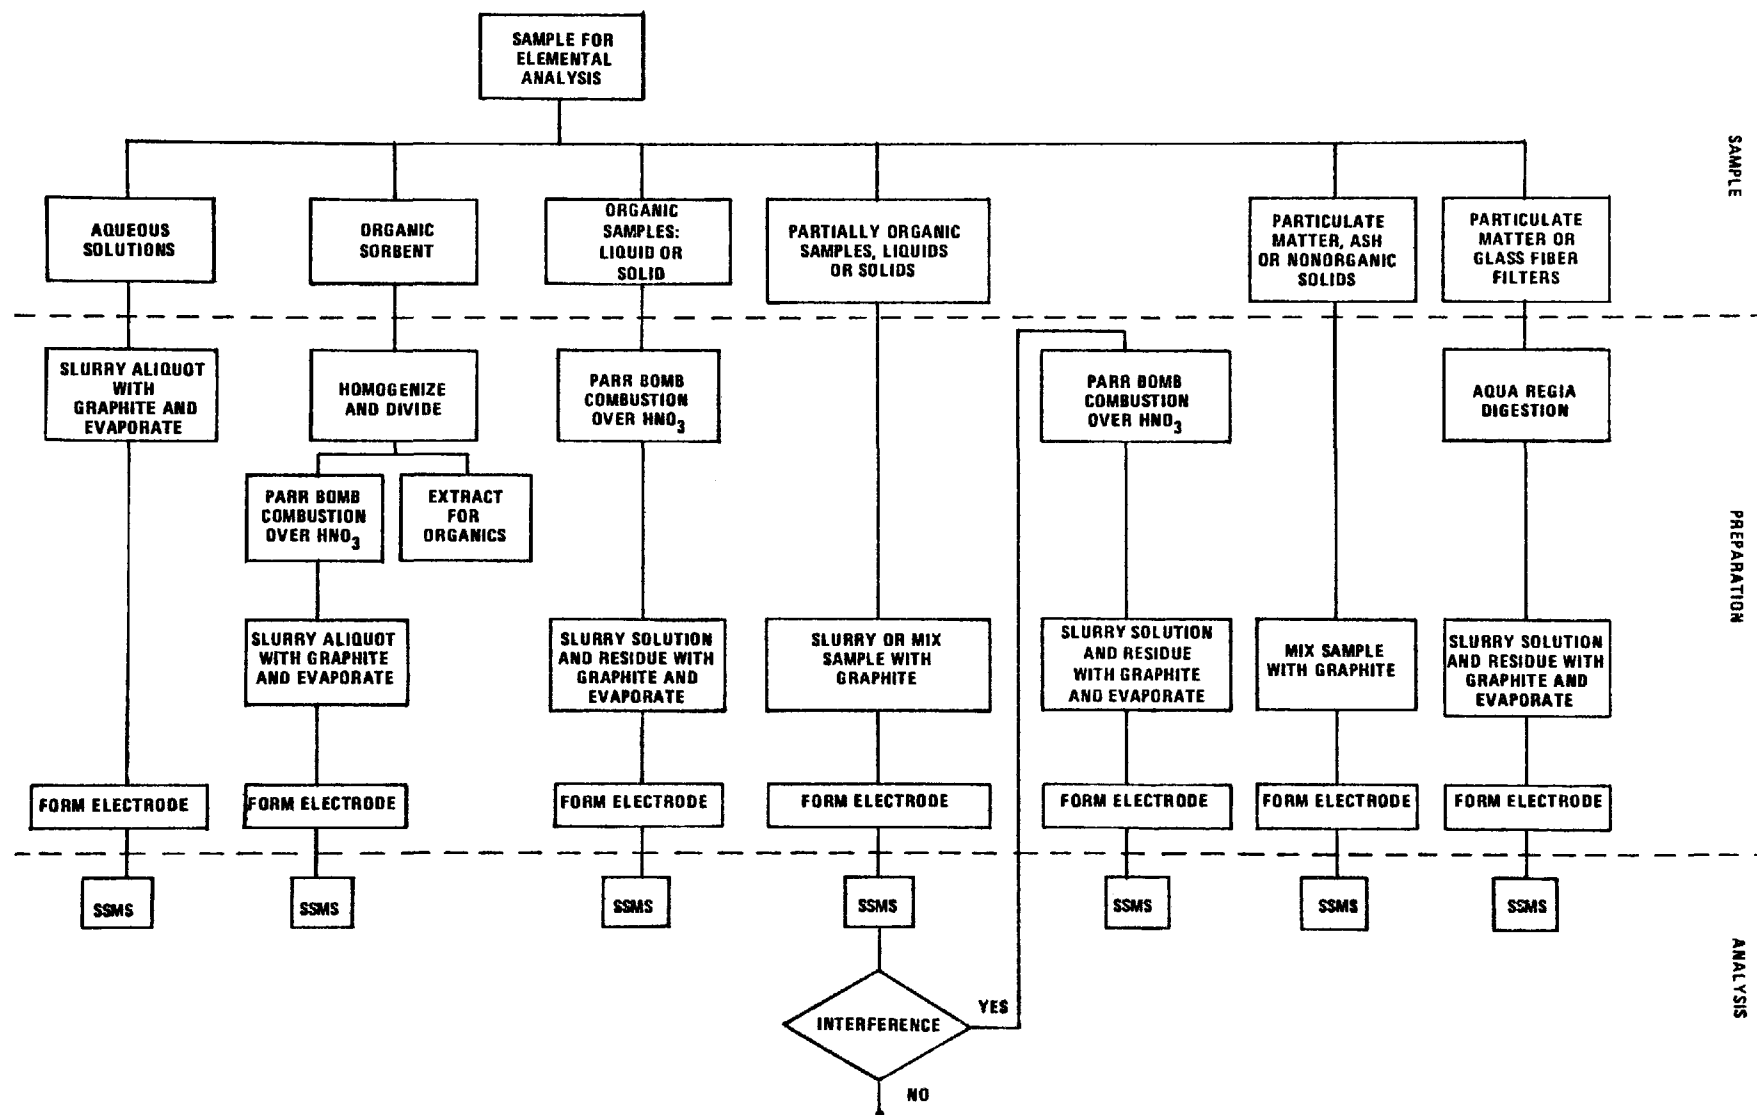 SAMPLE FOR
ELEMENTAL
ANALYSIS
SAMPLE
AQUEOUS
SOLUTIONS
ORGANIC
SORBENT
ORGANIC
SAMPLES:
LIQUID OR
SOLID
PARTIALLY ORGANIC
SAMPLES, LIQUIDS
OR SOLIDS
PARTICULATE
MATTER, ASH
OR NONORGANIC
SOLIDS
PARTICULATE
MATTER OR
GLASS FIBER
FILTERS
SLURRY ALIQUOT
WITH
GRAPHITE AND
EVAPORATE
HOMOGENIZE
AND DIVIDE
PARR BOMB
COMBUSTION
OVER HNO3
PARR BOMB
COMBUSTION
OVER HNO3
AQUA REGIA
DIGESTION
PARR BOMB
COMBUSTION
OVER HNO3
EXTRACT
FOR
ORGANICS
PREPARATION
SLURRY ALIQUOT
WITH GRAPHITE
AND EVAPORATE
SLURRY SOLUTION
AND RESIDUE WITH
GRAPHITE AND
EVAPORATE
SLURRY OR MIX
SAMPLE WITH
GRAPHITE
SLURRY SOLUTION
AND RESIDUE
WITH GRAPHITE
AND EVAPORATE
MIX SAMPLE
WITH GRAPHITE
SLURRY SOLUTION
AND RESIDUE WITH
GRAPHITE AND
EVAPORATE
FORM ELECTRODE
FORM ELECTRODE
FORM ELECTRODE
FORM ELECTRODE
FORM ELECTRODE
FORM ELECTRODE
FORM ELECTRODE
SSMS
SSMS
SSMS
SSMS
SSMS
SSMS
SSMS
ANALYSIS
INTERFERENCE
YES
NO